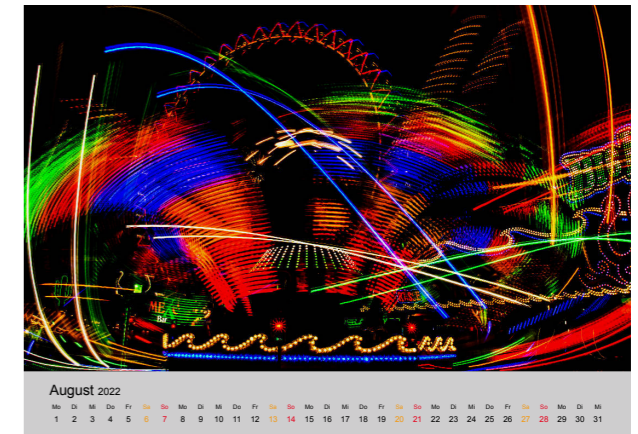 Bar
August 2022
Mo Di Mi Do Fr Sa So Mo Di Mi Do Fr Sa So Mo Di Mi Do Fr Sa So Mo Di Mi Do Fr Sa So Mo Di Mi
1 2 3 4 5 6 7 8 9 10 11 12 13 14 15 16 17 18 19 20 21 22 23 24 25 26 27 28 29 30 31